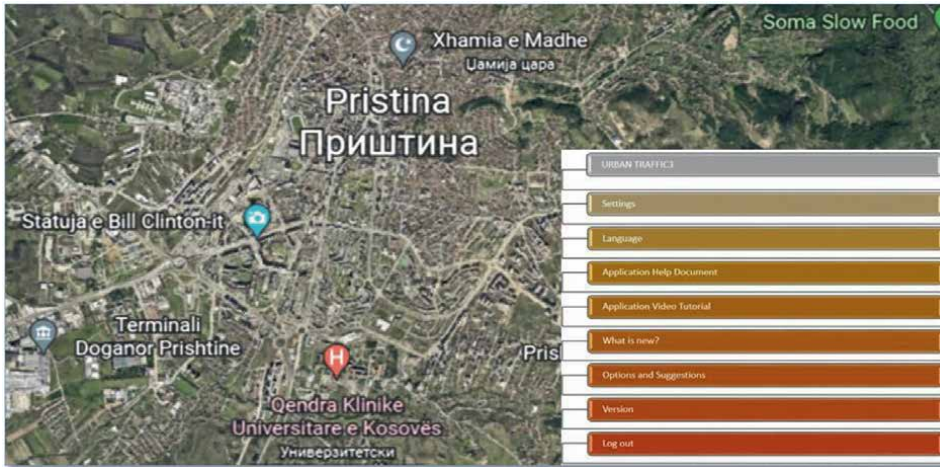 Soma Slow Food
Xhamia e Madhe
Џамија цара
Pristina
Приштина
Statuja e Bill Clinton-it
Terminali
Doganor Prishtine
Pris
Qendra Klinike
Universitare e Kosovës
Универзитетски
URBAN TRAFFIC3
Settings
Language
Application Help Document
Application Video Tutorial
What is new?
Options and Suggestions
Version
Log out